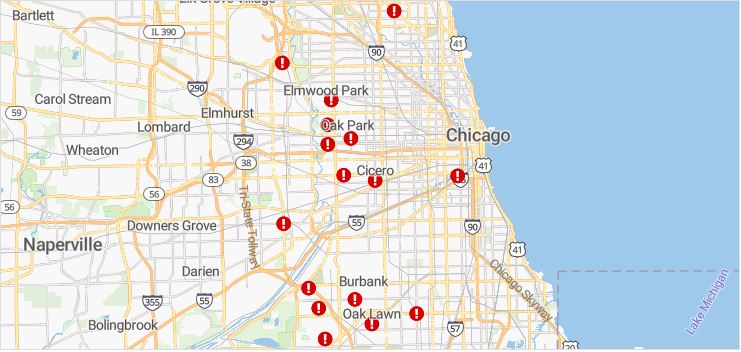 Elk Grove Village
Bartlett
IL 390
90
41
290
Elmwood Park
Carol Stream
59
Elmhurst
Oak Park
Lombard
294
Chicago
Wheaton
38
41
83
Cicero
56
56
Tri-State Tollway
55
Downers Grove
90
Naperville
41
Darien
Chicago Skyway
Burbank
355
55
Oak Lawn
Lake Michigan
Bolingbrook
57